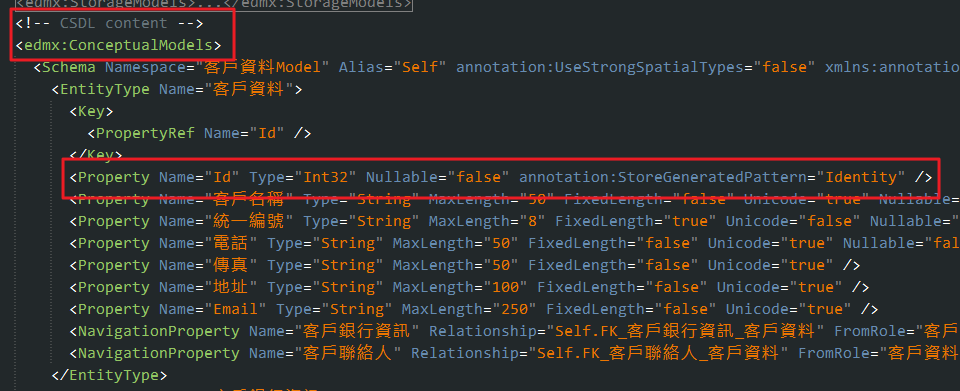 <edmx:StorageModels>...</edmx:StorageModels>
<!-- CSDL content -->
<edmx:ConceptualModels>
<Schema Namespace="客戶資料Model" Alias="Self" annotation:UseStrongSpatialTypes="false" xmlns:annotation
<EntityType Name="客戶資料">
<Key>
<PropertyRef Name="Id" />
</Key>
<Property Name="Id" Type="Int32" Nullable="false" annotation:StoreGeneratedPattern="Identity" />
<Property Name="客戶名稱" Type="String" MaxLength="50" FixedLength="false" Unicode="true" Nullable=
<Property Name="統一編號" Type="String" MaxLength="8" FixedLength="true" Unicode="false" Nullable="
<Property Name="電話" Type="String" MaxLength="50" FixedLength="false" Unicode="true" Nullable="fal
<Property Name="傳真" Type="String" MaxLength="50" FixedLength="false" Unicode="true" />
<Property Name="地址" Type="String" MaxLength="100" FixedLength="false" Unicode="true" />
<Property Name="Email" Type="String" MaxLength="250" FixedLength="false" Unicode="true" />
<NavigationProperty Name="客戶銀行資訊" Relationship="Self.FK_客戶銀行資訊_客戶資料" FromRole="客戶
<NavigationProperty Name="客戶聯絡人" Relationship="Self.FK_客戶聯絡人_客戶資料" FromRole="客戶資料
</EntityType>